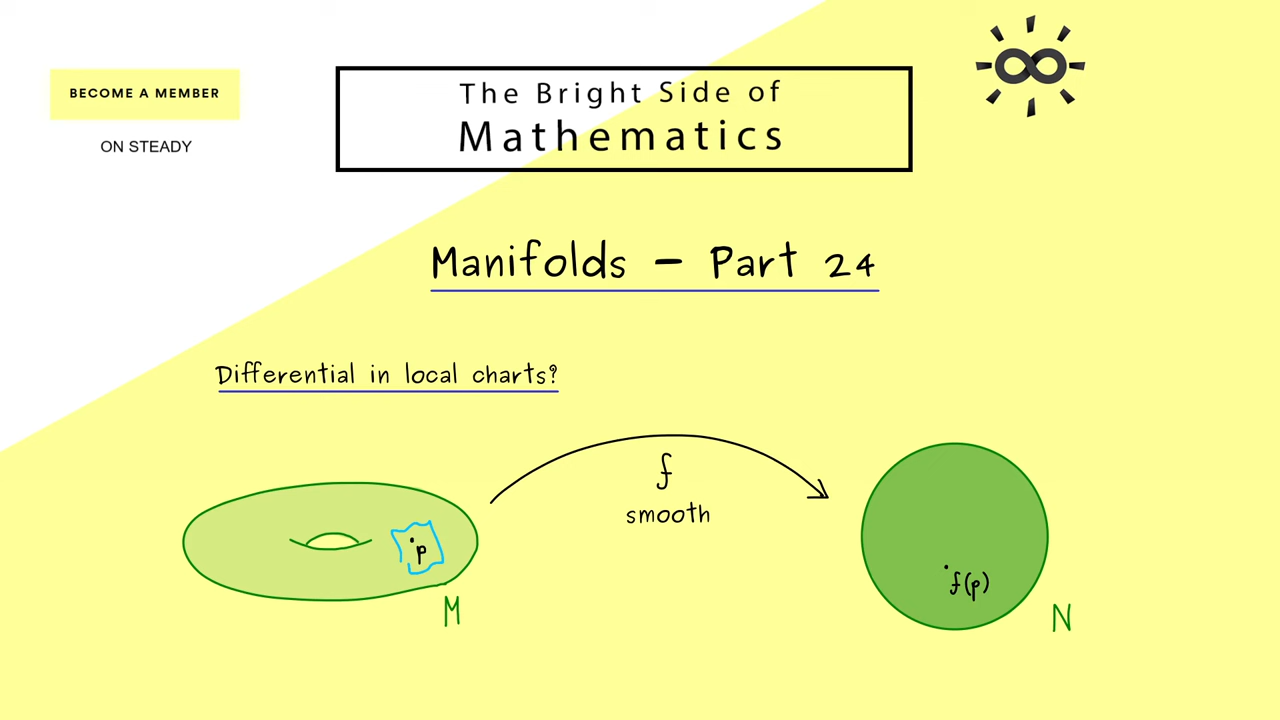 BECOME A MEMBER
ON STEADY
The Bright Side of
Mathematics
Manifolds - Part 24
Differential in local charts?
f
smooth
p
f(p)
M
N